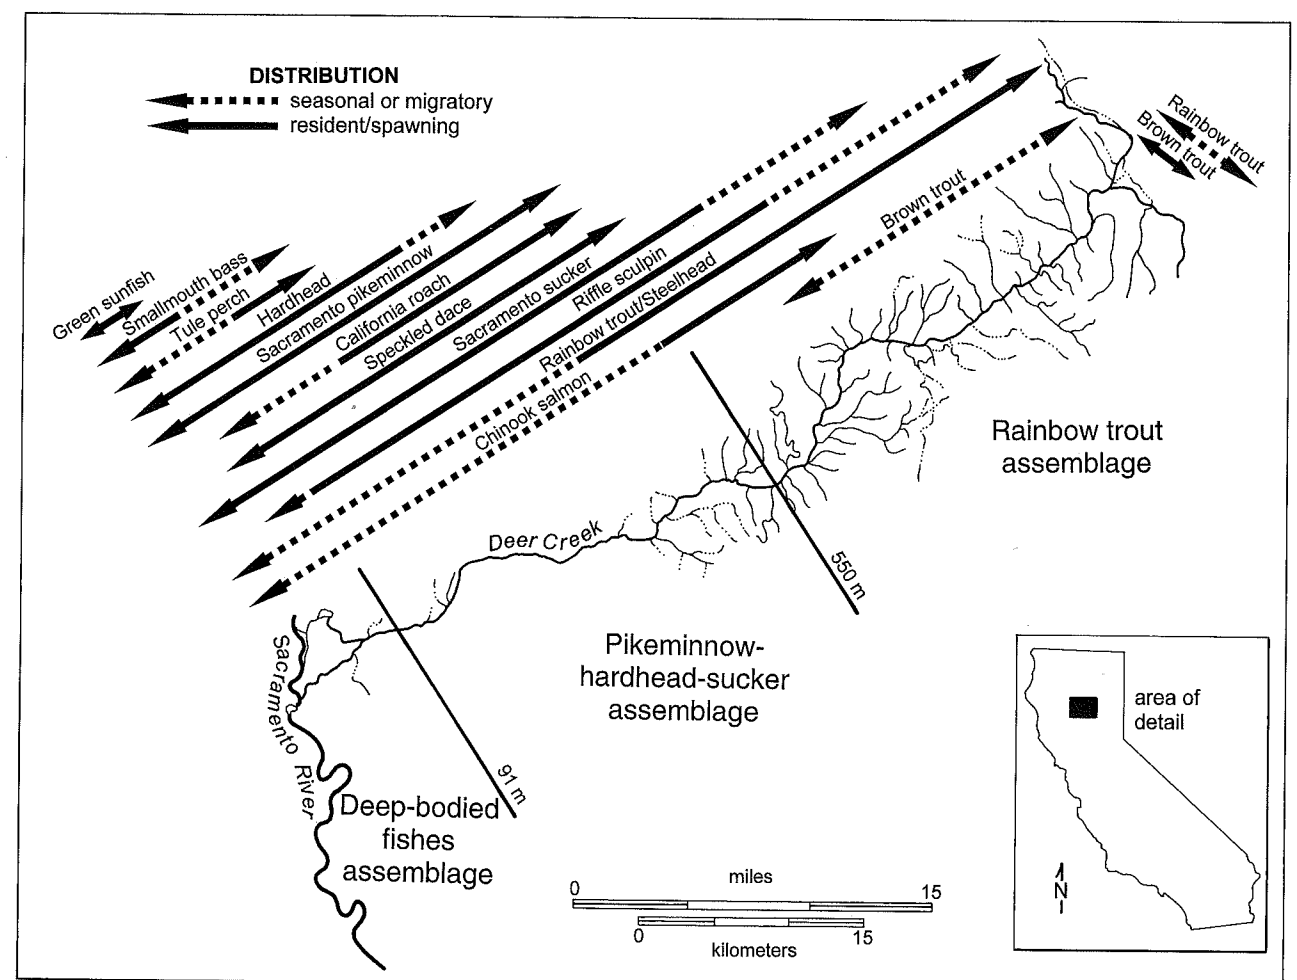 DISTRIBUTION
seasonal or migratory
resident/spawning
Rainbow trout
Brown trout
Brown trout
Green sunfish
Smallmouth bass
Tule perch
Hardhead
Sacramento pikeminnow
California roach
Speckled dace
Sacramento sucker
Riffle sculpin
Rainbow trout/Steelhead
Chinook salmon
Rainbow trout
assemblage
Deer Creek
550 m
Pikeminnow-
hardhead-sucker
assemblage
Sacramento River
91 m
Deep-bodied
fishes
assemblage
area of
detail
N
miles
0 15
0 15
kilometers